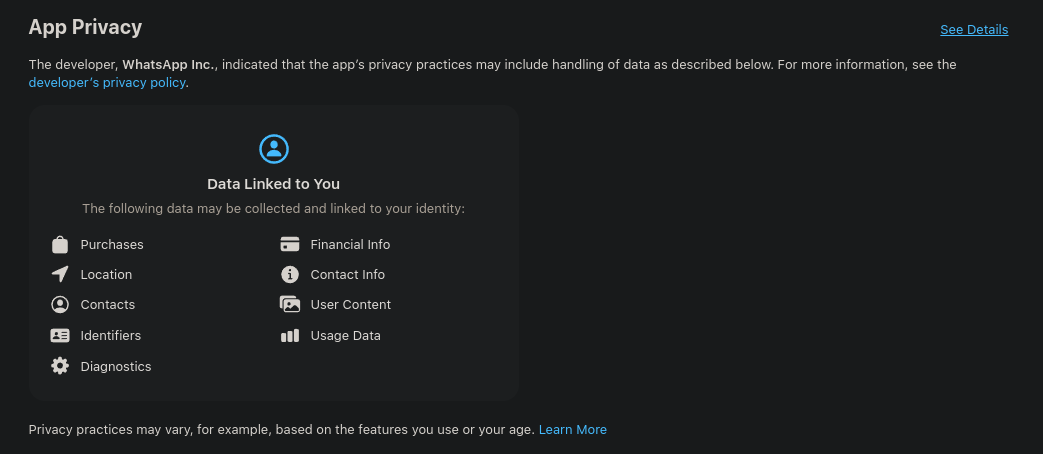 App Privacy
See Details
The developer, WhatsApp Inc., indicated that the app’s privacy practices may include handling of data as described below. For more information, see the
developer’s privacy policy.
Data Linked to You
The following data may be collected and linked to your identity:
Purchases
Financial Info
Location
Contact Info
Contacts
User Content
Identifiers
Usage Data
Diagnostics
Privacy practices may vary, for example, based on the features you use or your age. Learn More